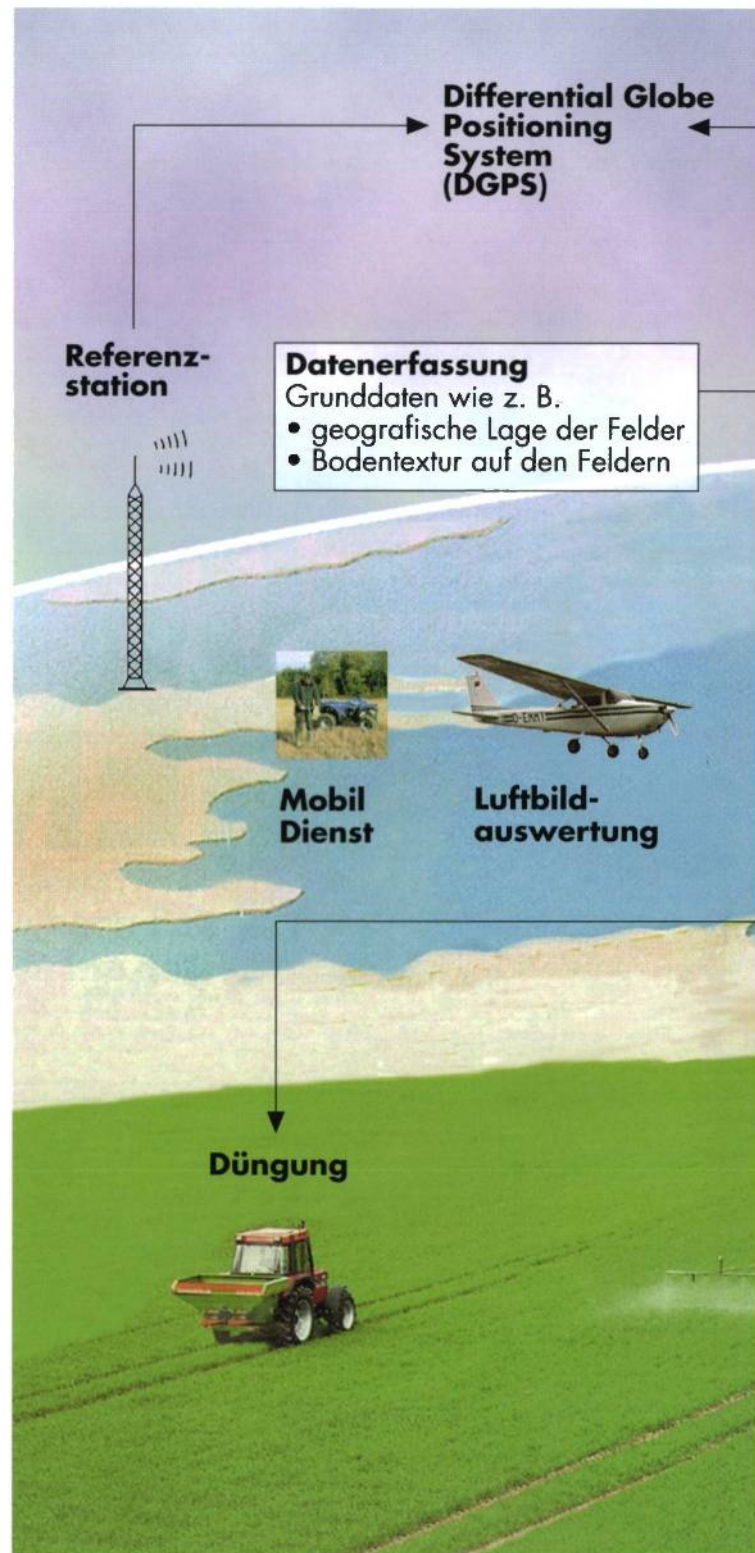 Differential Globe
Positioning
System
(DGPS)
Referenz-
station
Datenerfassung
Grunddaten wie z. B.
• geografische Lage der Felder
• Bodentextur auf den Feldern
D-EMMY
Mobil
Dienst
Luftbild-
auswertung
Düngung